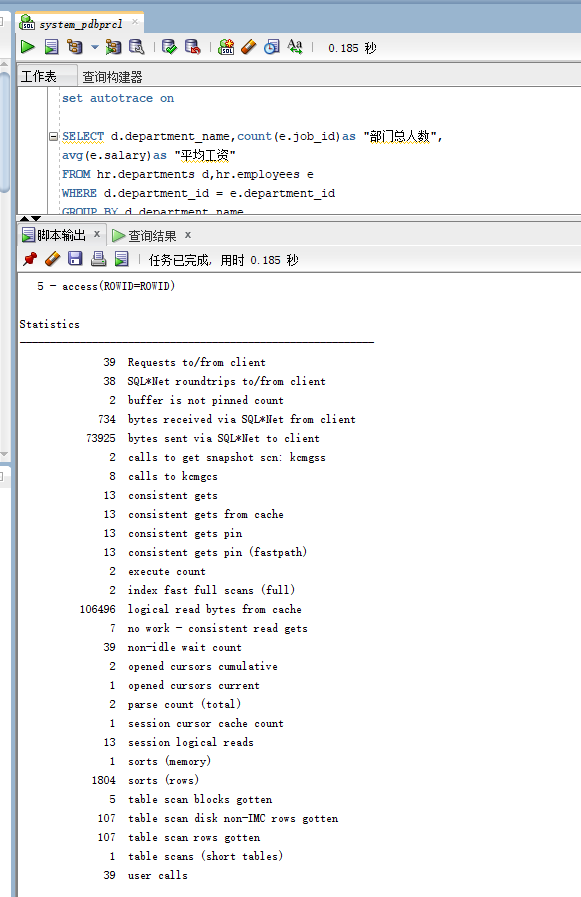 system_pdbprcl
0.185 秒
工作表 查询构建器
set autotrace on
SELECT d.department_name,count(e.job_id)as "部门总人数",
avg(e.salary)as "平均工资"
FROM hr.departments d,hr.employees e
WHERE d.department_id = e.department_id
GROUP BY d.department_name
脚本输出 × 查询结果 ×
任务已完成, 用时 0.185 秒
5 - access(ROWID=ROWID)
Statistics
-----------------------------------------------------------
39 Requests to/from client
38 SQL*Net roundtrips to/from client
2 buffer is not pinned count
734 bytes received via SQL*Net from client
73925 bytes sent via SQL*Net to client
2 calls to get snapshot scn: kcmgss
8 calls to kcmgcs
13 consistent gets
13 consistent gets from cache
13 consistent gets pin
13 consistent gets pin (fastpath)
2 execute count
2 index fast full scans (full)
106496 logical read bytes from cache
7 no work - consistent read gets
39 non-idle wait count
2 opened cursors cumulative
1 opened cursors current
2 parse count (total)
1 session cursor cache count
13 session logical reads
1 sorts (memory)
1804 sorts (rows)
5 table scan blocks gotten
107 table scan disk non-IMC rows gotten
107 table scan rows gotten
1 table scans (short tables)
39 user calls